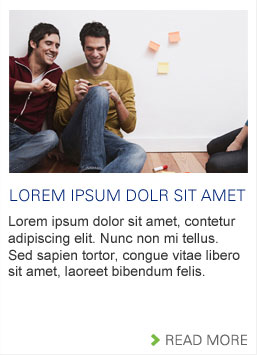 LOREM IPSUM DOLR SIT AMET
Lorem ipsum dolor sit amet, contetur
adipiscing elit. Nunc non mi tellus.
Sed sapien tortor, congue vitae libero
sit amet, laoreet bibendum felis.
READ MORE